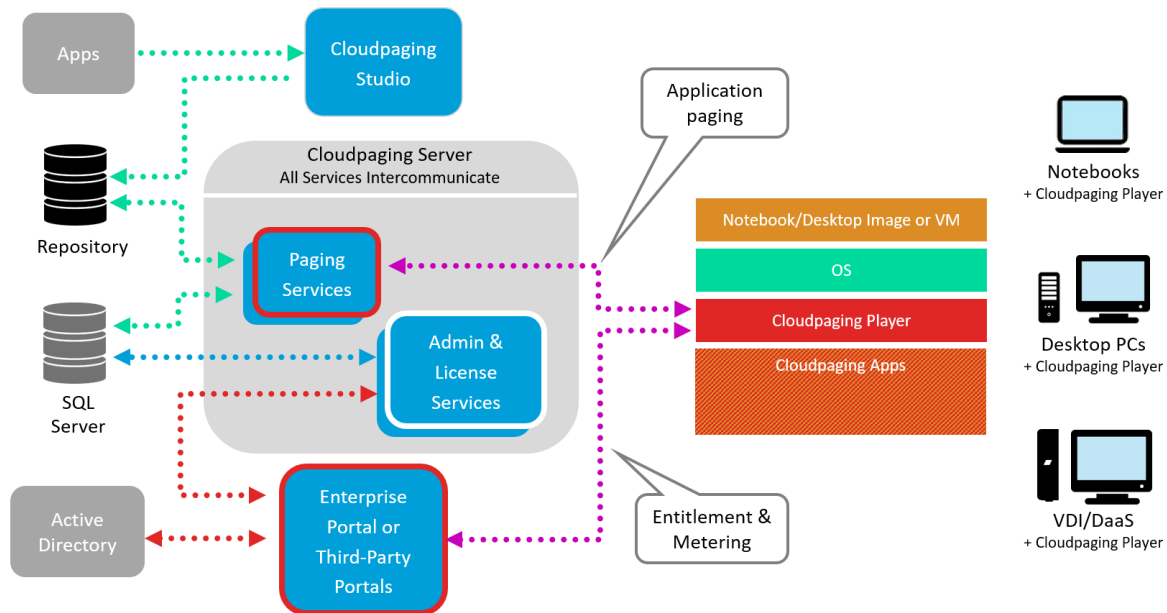 Apps
Cloudpaging
Studio
Application
paging
Cloudpaging Server
All Services Intercommunicate
Repository
Paging
Services
Notebook/Desktop Image or VM
OS
Cloudpaging Player
Cloudpaging Apps
Notebooks
+ Cloudpaging Player
SQL
Server
Admin &
License
Services
Desktop PCs
+ Cloudpaging Player
Active
Directory
Enterprise
Portal or
Third-Party
Portals
Entitlement &
Metering
VDI/DaaS
+ Cloudpaging Player